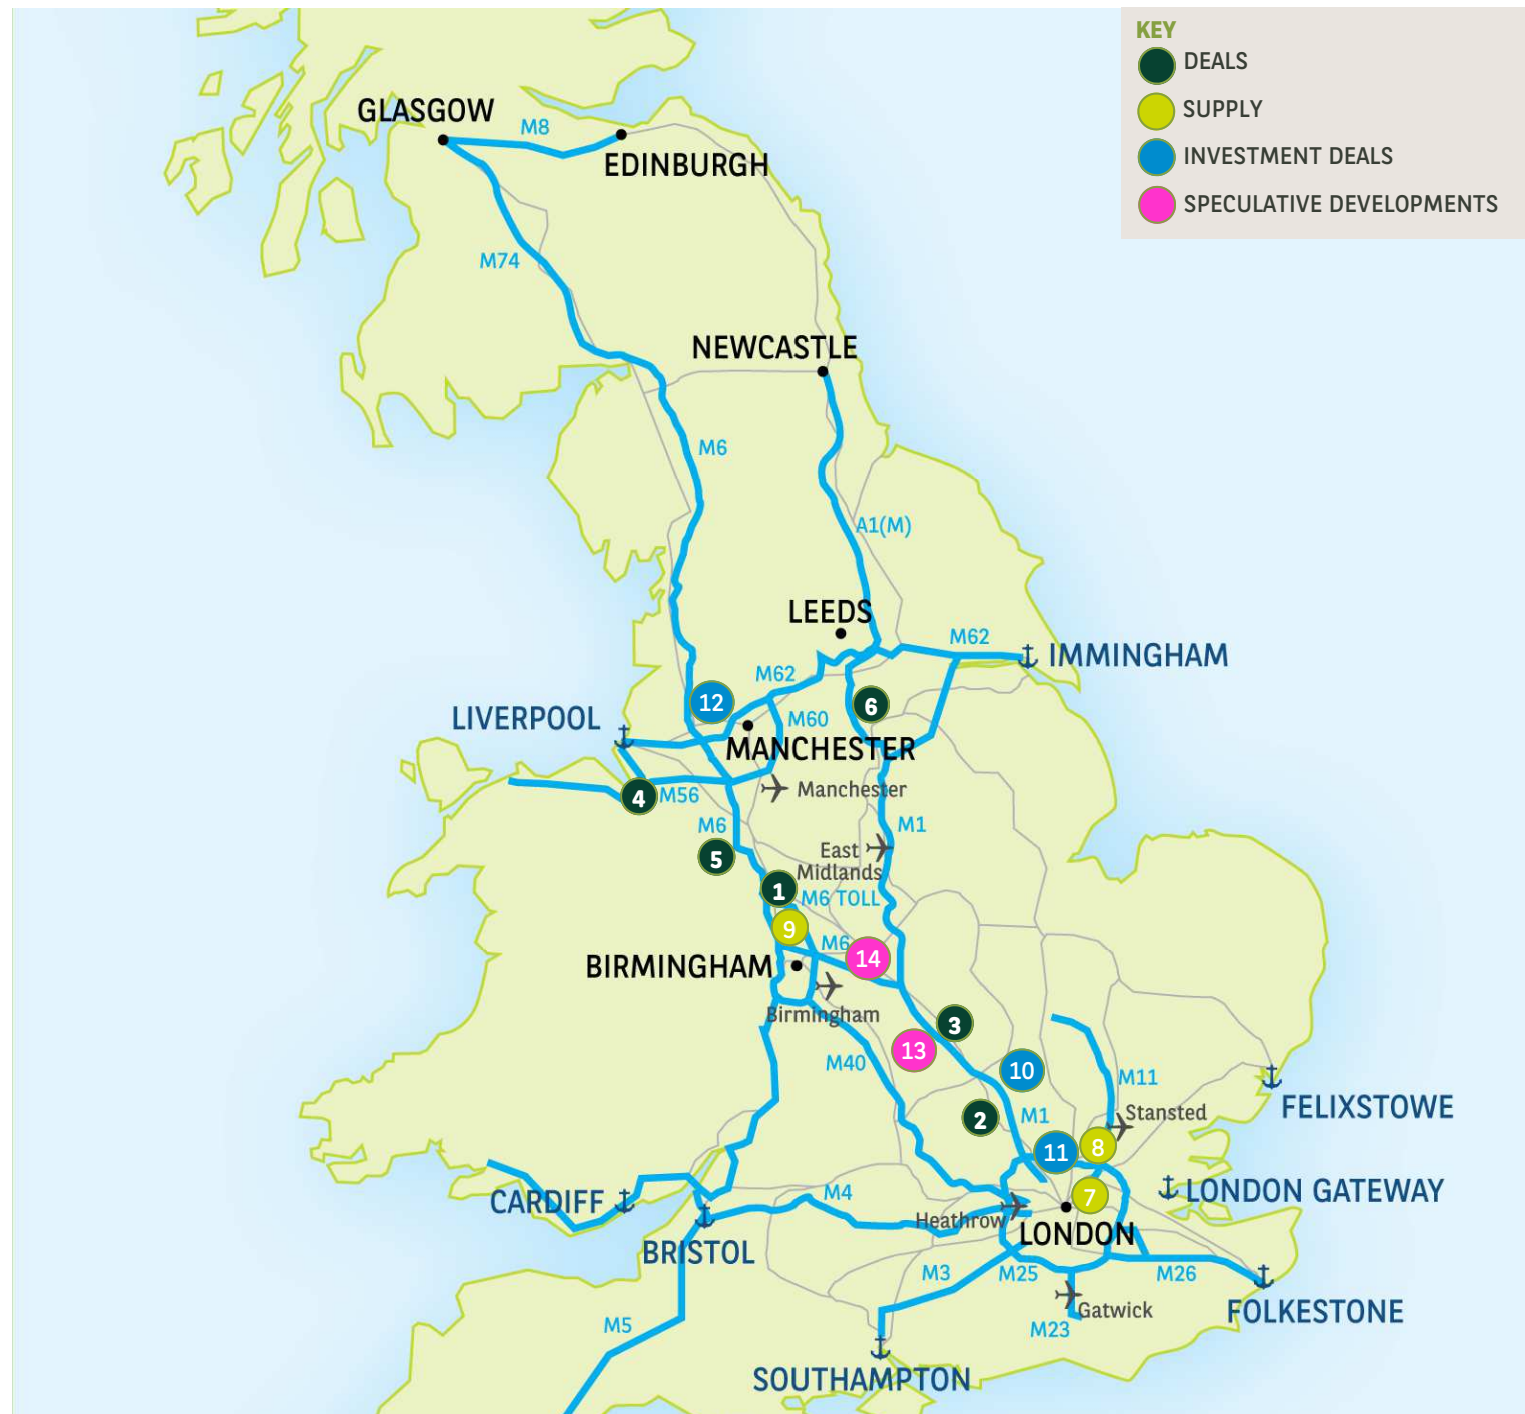 KEY
DEALS
SUPPLY
INVESTMENT DEALS
SPECULATIVE DEVELOPMENTS
GLASGOW
M8
EDINBURGH
M74
NEWCASTLE
M6
A1(M)
LEEDS
M62
IMMINGHAM
M62
12
6
LIVERPOOL
M60
MANCHESTER
4
M56
Manchester
M6
M1
5
East
Midlands
1
M6 TOLL
9
M6
14
BIRMINGHAM
Birmingham
3
13
M40
10
M11
FELIXSTOWE
2
M1
Stansted
11
8
CARDIFF
M4
7
LONDON GATEWAY
Heathrow
LONDON
BRISTOL
M3
M25
M26
Gatwick
FOLKESTONE
M5
M23
SOUTHAMPTON